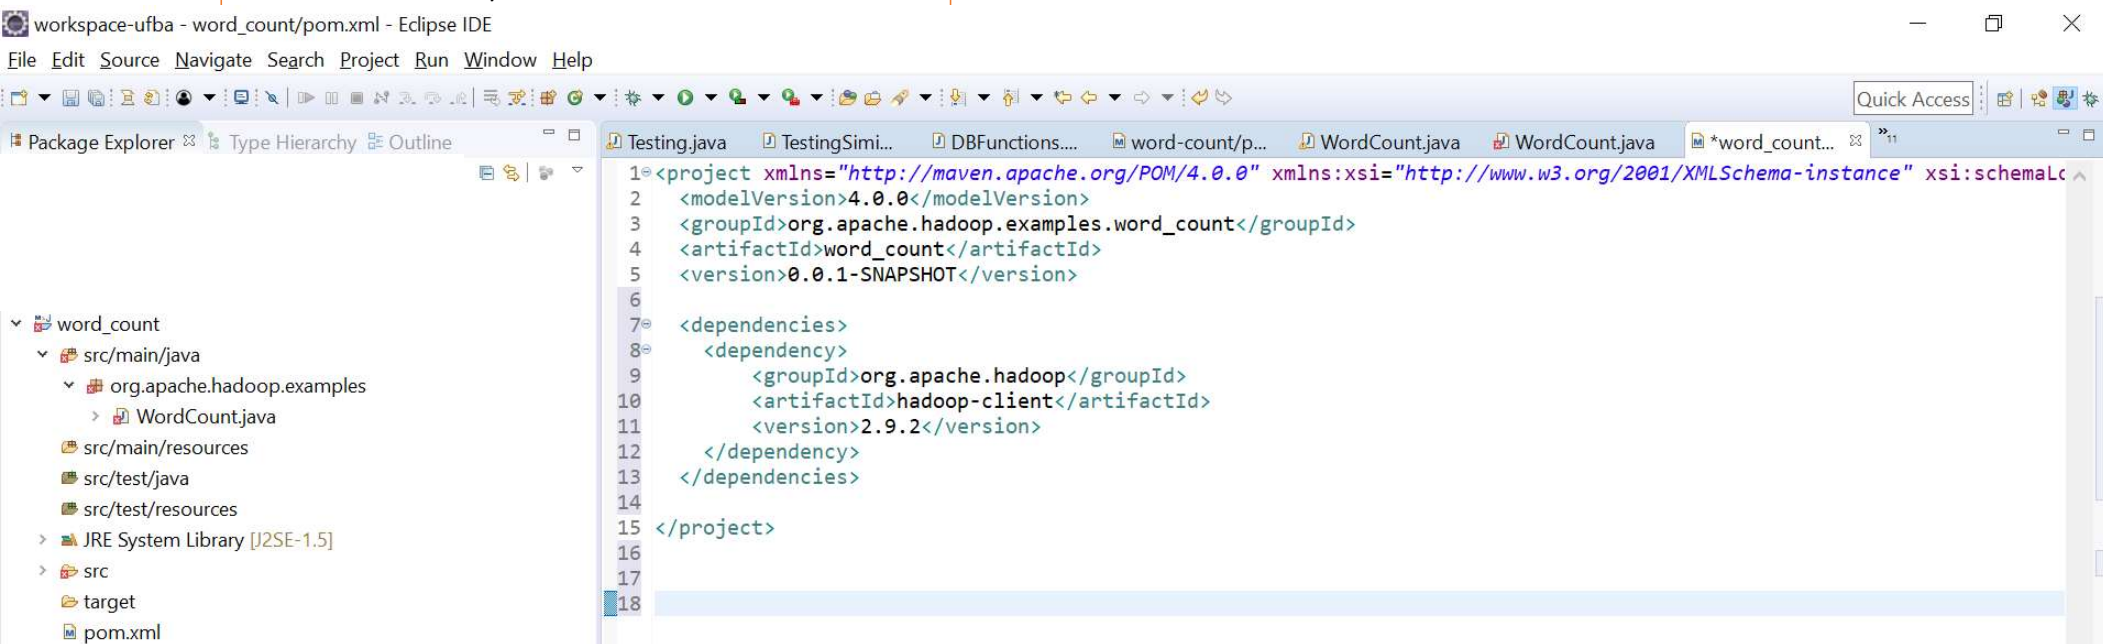 workspace-ufba - word_count/pom.xml - Eclipse IDE
File Edit Source Navigate Search Project Run Window Help
Quick Access
Package Explorer Type Hierarchy Outline
Testing.java TestingSimi... DBFunctions.... word-count/p... WordCount.java WordCount.java *word_count... »11
word_count
src/main/java
org.apache.hadoop.examples
WordCount.java
src/main/resources
src/test/java
src/test/resources
JRE System Library [J2SE-1.5]
src
target
pom.xml
1 <project xmlns="http://maven.apache.org/POM/4.0.0" xmlns:xsi="http://www.w3.org/2001/XMLSchema-instance" xsi:schemaLo
2 <modelVersion>4.0.0</modelVersion>
3 <groupId>org.apache.hadoop.examples.word_count</groupId>
4 <artifactId>word_count</artifactId>
5 <version>0.0.1-SNAPSHOT</version>
6
7 <dependencies>
8 <dependency>
9 <groupId>org.apache.hadoop</groupId>
10 <artifactId>hadoop-client</artifactId>
11 <version>2.9.2</version>
12 </dependency>
13 </dependencies>
14
15 </project>
16
17
18